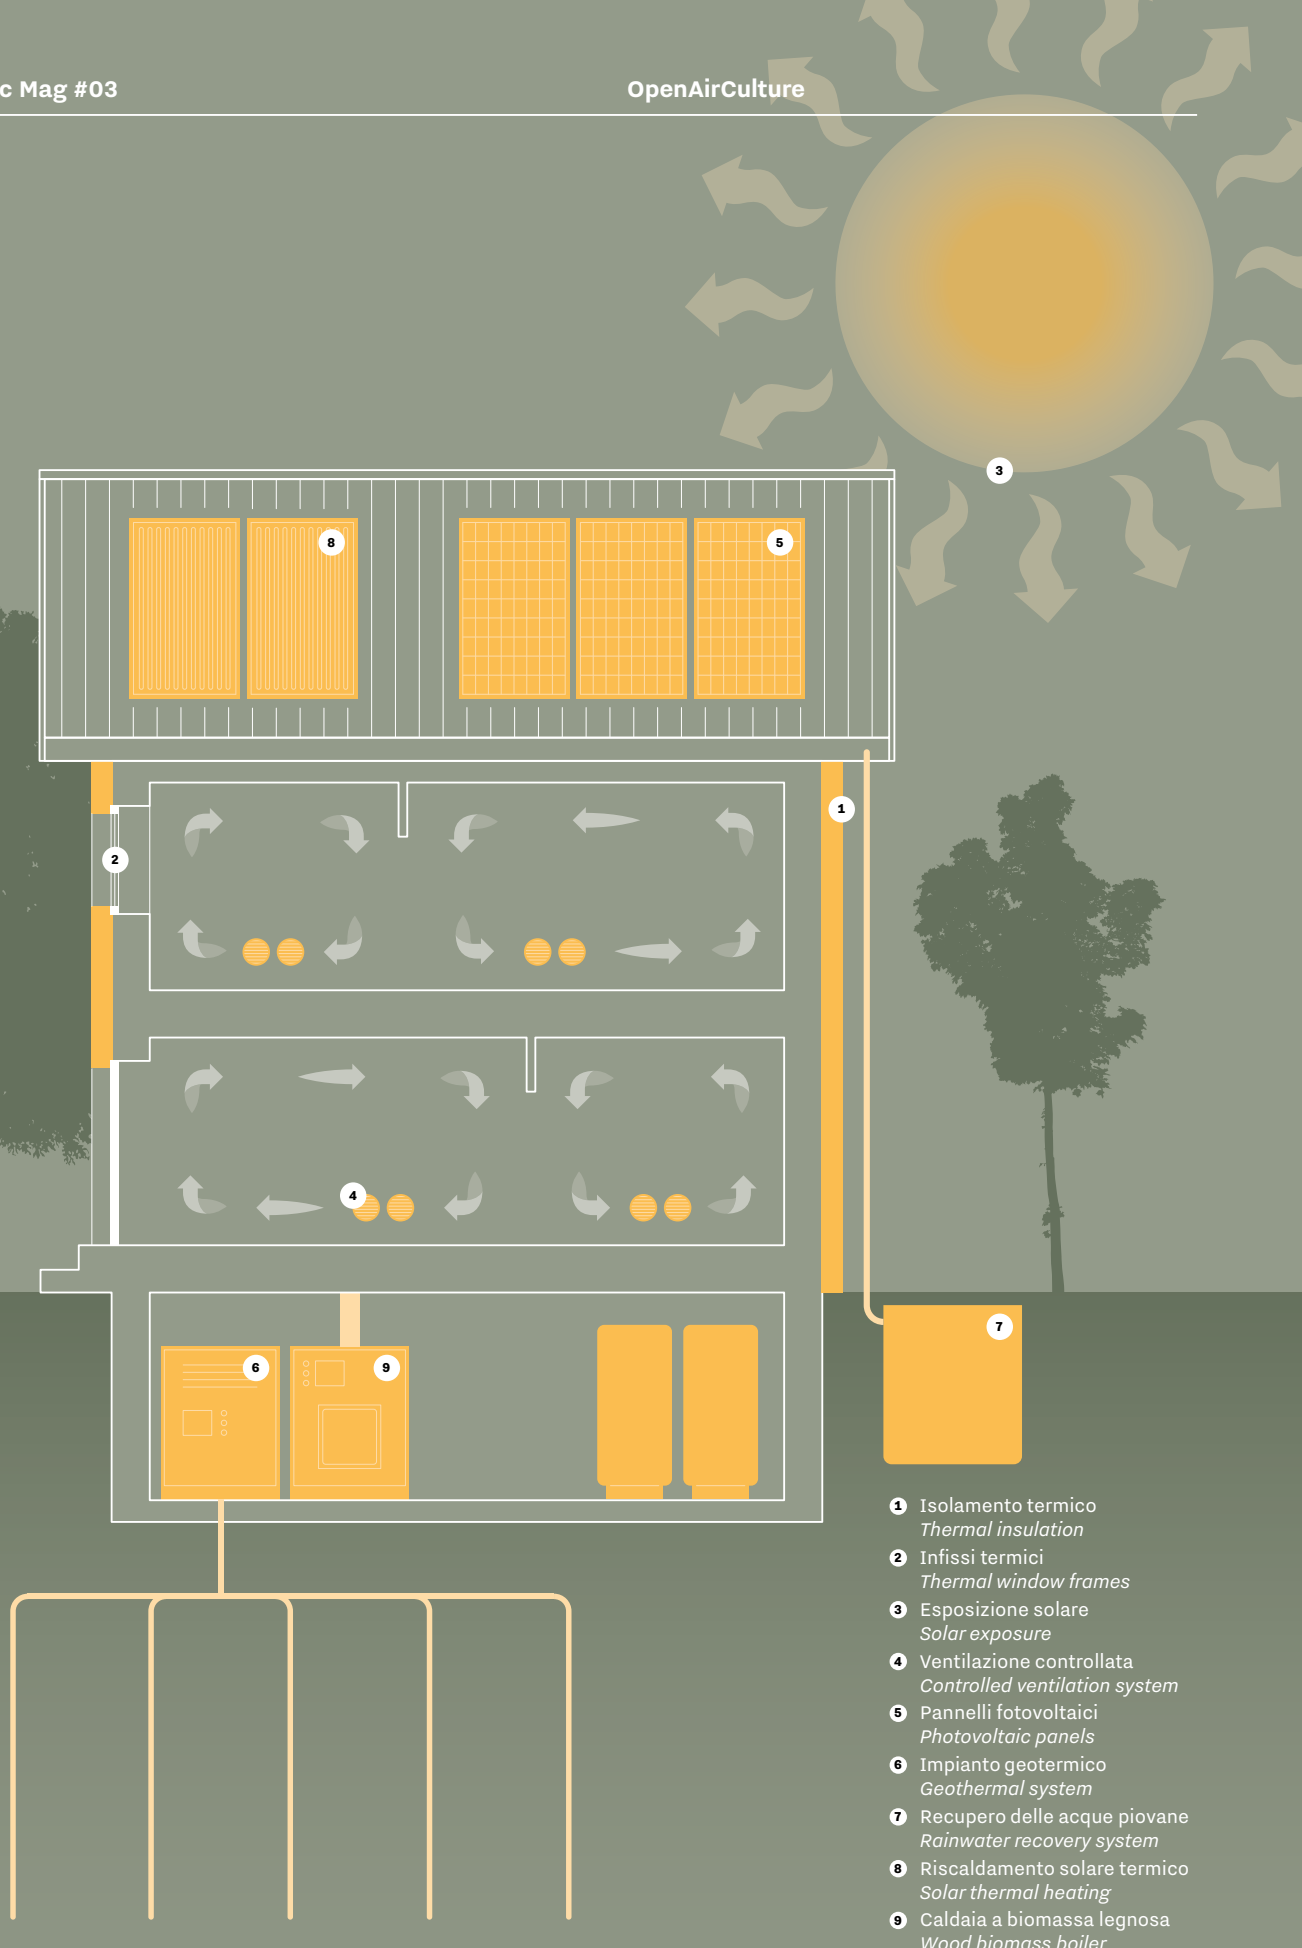 c Mag #03
OpenAirCulture
3
8
5
1
2
4
7
6
9
1 Isolamento termico
Thermal insulation
2 Infissi termici
Thermal window frames
3 Esposizione solare
Solar exposure
4 Ventilazione controllata
Controlled ventilation system
5 Pannelli fotovoltaici
Photovoltaic panels
6 Impianto geotermico
Geothermal system
7 Recupero delle acque piovane
Rainwater recovery system
8 Riscaldamento solare termico
Solar thermal heating
9 Caldaia a biomassa legnosa
Wood biomass boiler